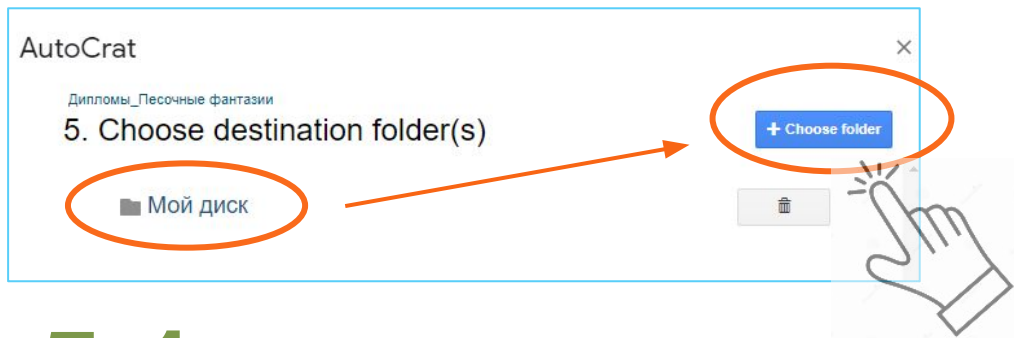 AutoCrat
Дипломы_Песочные фантазии
5. Choose destination folder(s)
+ Choose folder
Мой диск